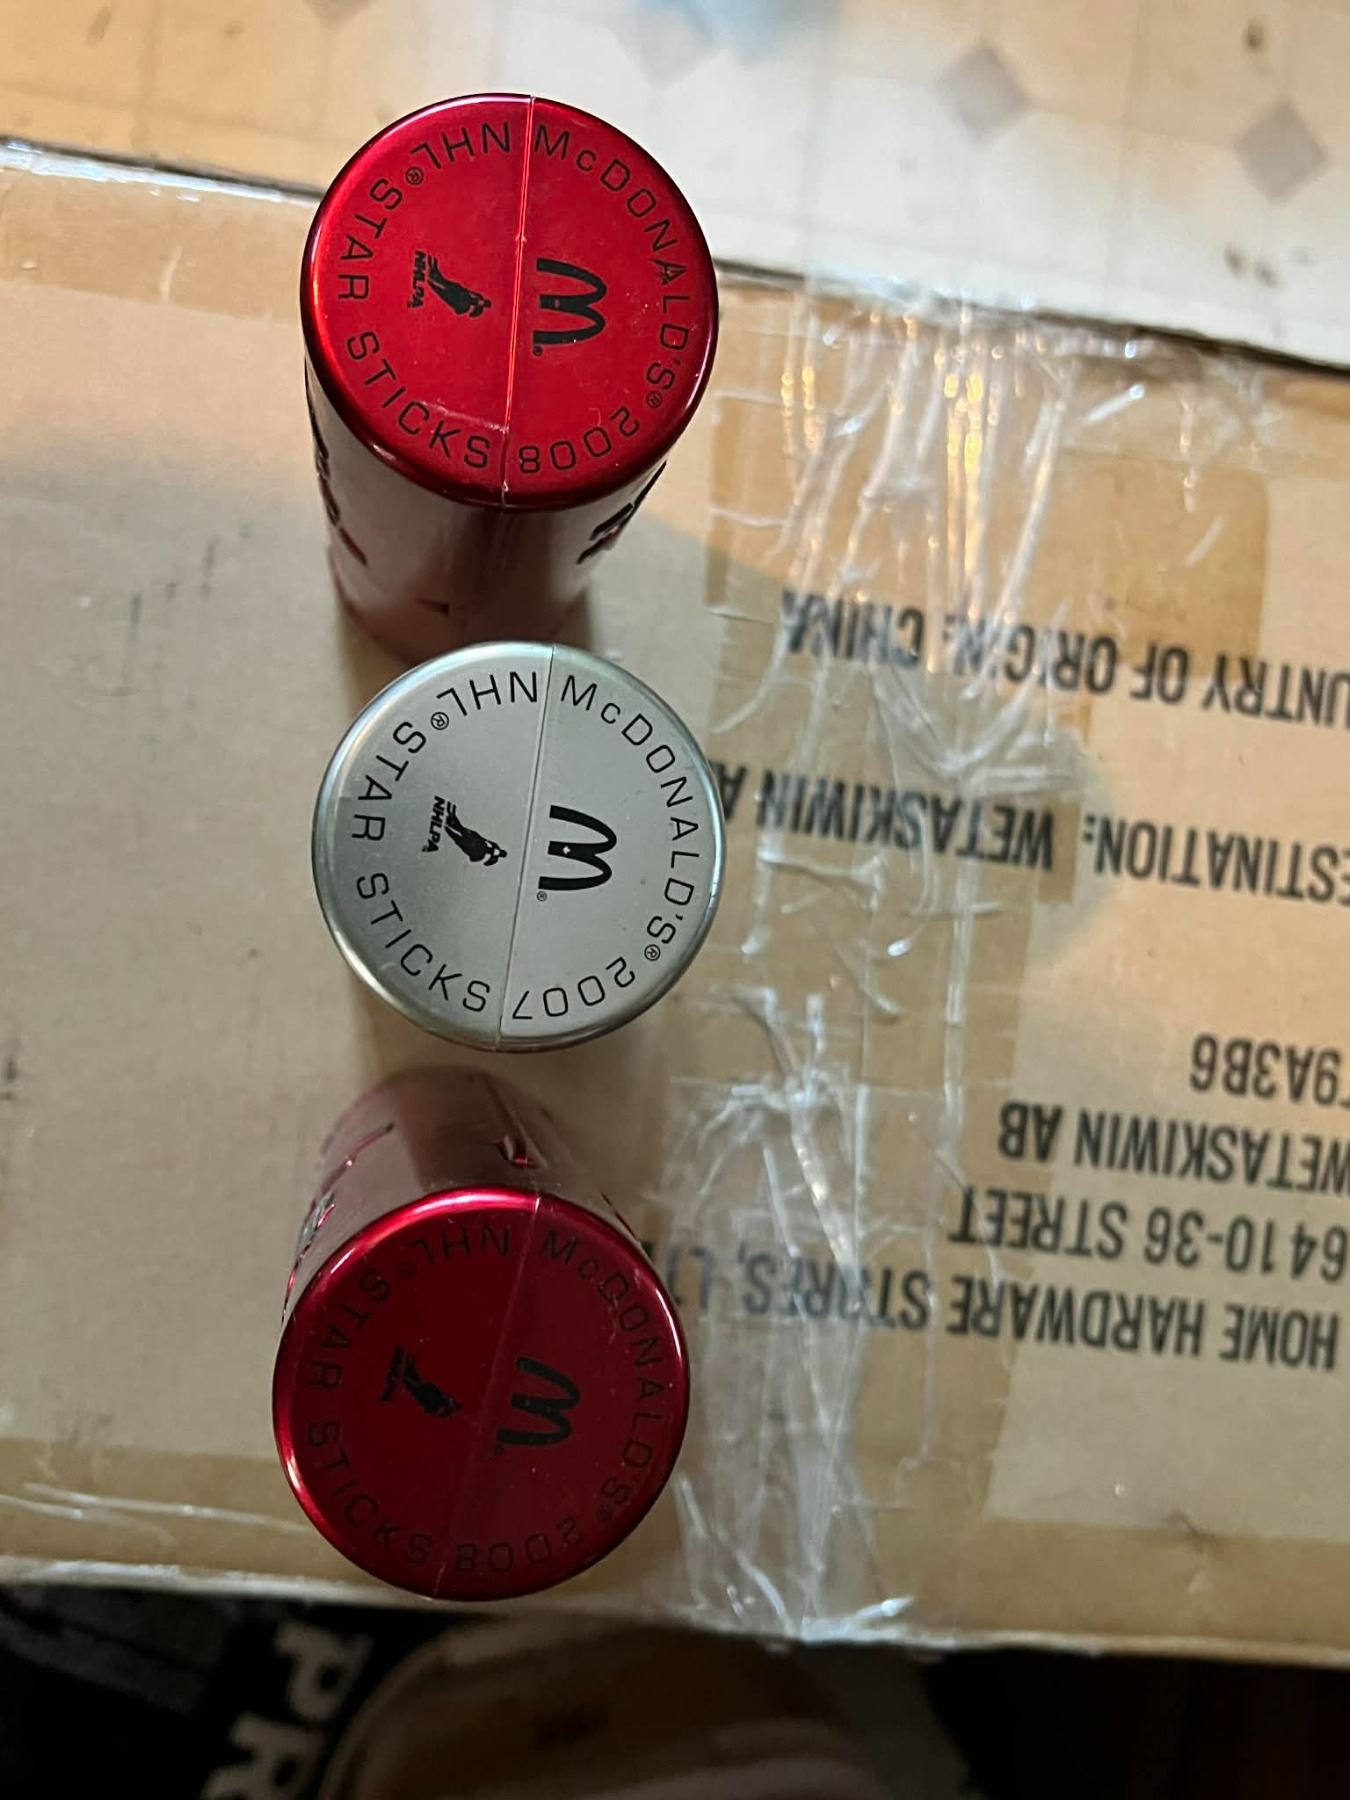 NHL® STAR STICKS
McDONALD'S® 2008
NHLPA
NHL® STAR STICKS
McDONALD'S® 2007
NHLPA
NHL® STAR STICKS
McDONALD'S® 2008
HOME HARDWARE STORES,
6410-36 STREET
WETASKIWIN AB
T9A3B6
ESTINATION: WETASKIWIN A
UNTRY OF ORIGIN: CHINA
PR